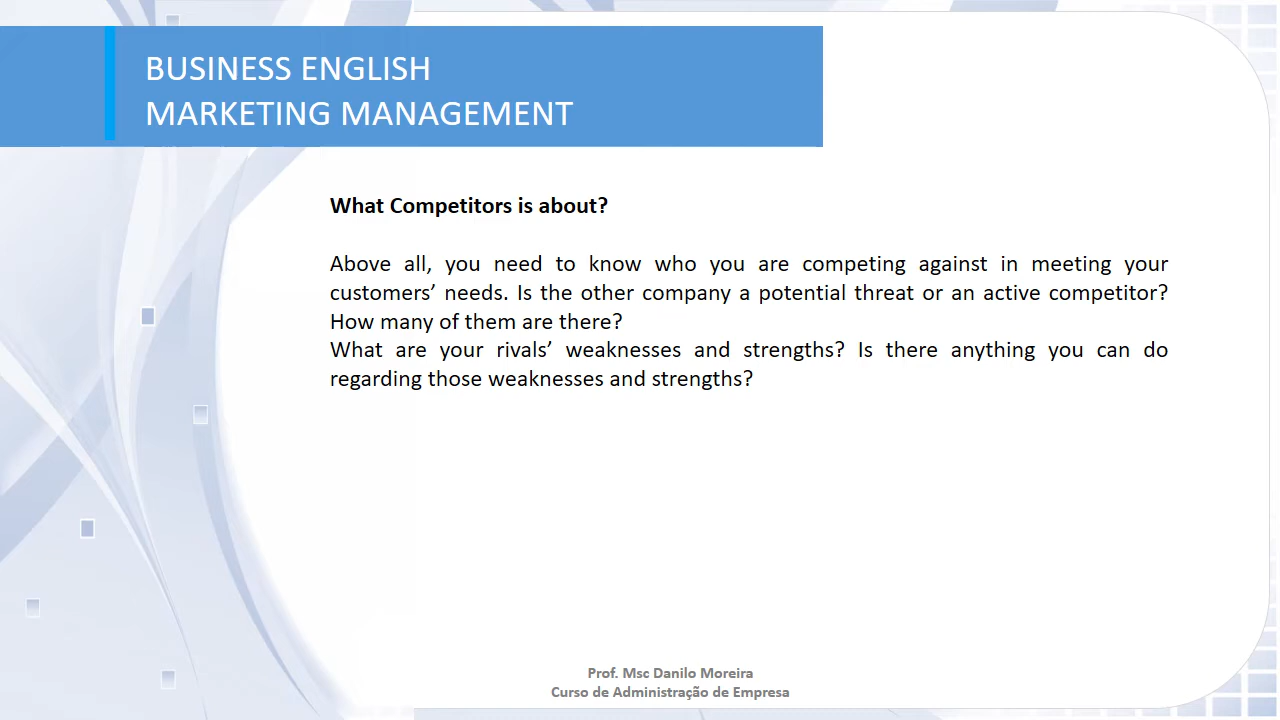 BUSINESS ENGLISH
MARKETING MANAGEMENT
What Competitors is about?
Above all, you need to know who you are competing against in meeting your
customers’ needs. Is the other company a potential threat or an active competitor?
How many of them are there?
What are your rivals’ weaknesses and strengths? Is there anything you can do
regarding those weaknesses and strengths?
Prof. Msc Danilo Moreira
Curso de Administração de Empresa